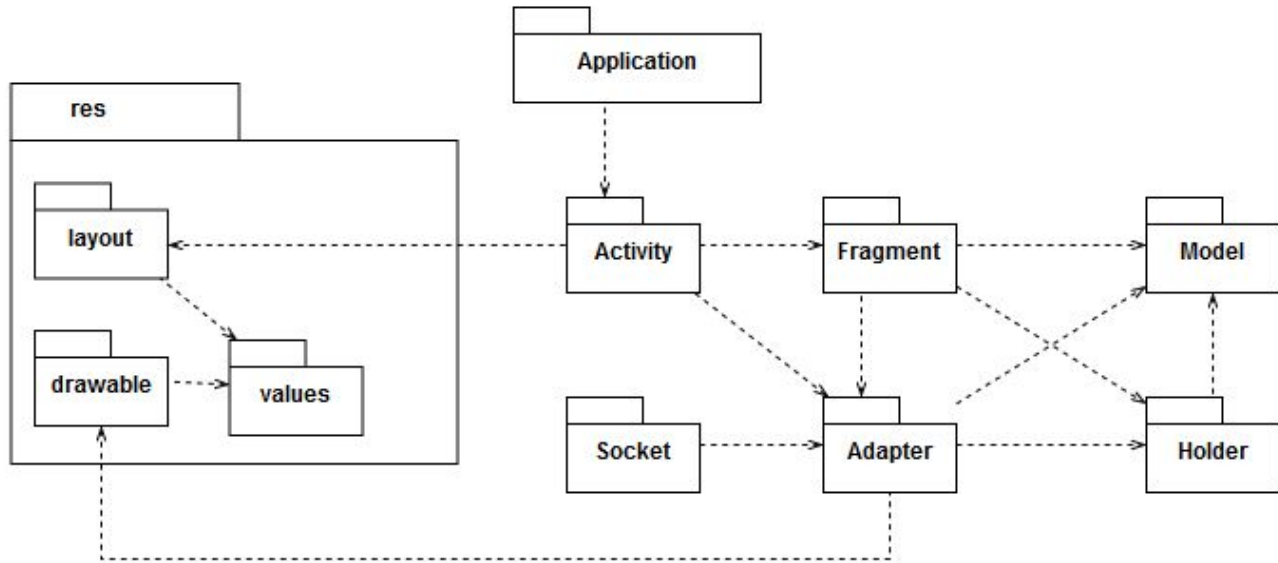 Application
res
layout
Activity
Fragment
Model
drawable
values
Socket
Adapter
Holder